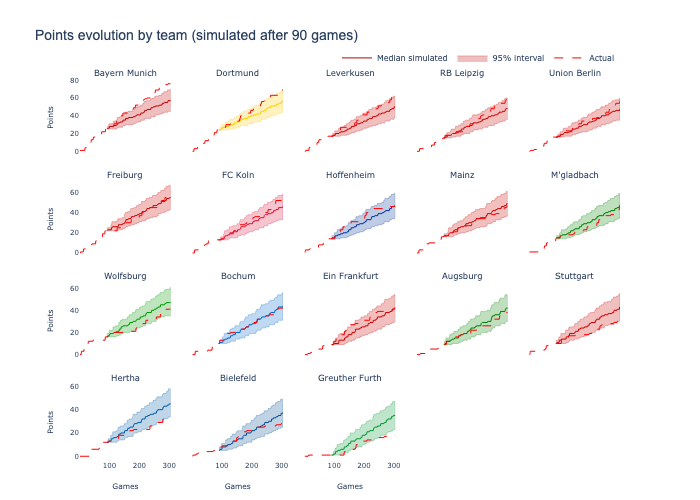 Points evolution by team (simulated after 90 games)
Median simulated 95% interval Actual
Bayern Munich Dortmund Leverkusen RB Leipzig Union Berlin
80
60
40
20
0
Points
Freiburg FC Koln Hoffenheim Mainz M'gladbach
60
40
20
0
Points
Wolfsburg Bochum Ein Frankfurt Augsburg Stuttgart
60
40
20
0
Points
Hertha Bielefeld Greuther Furth
60
40
20
0
Points
100 200 300 100 200 300 100 200 300
Games Games